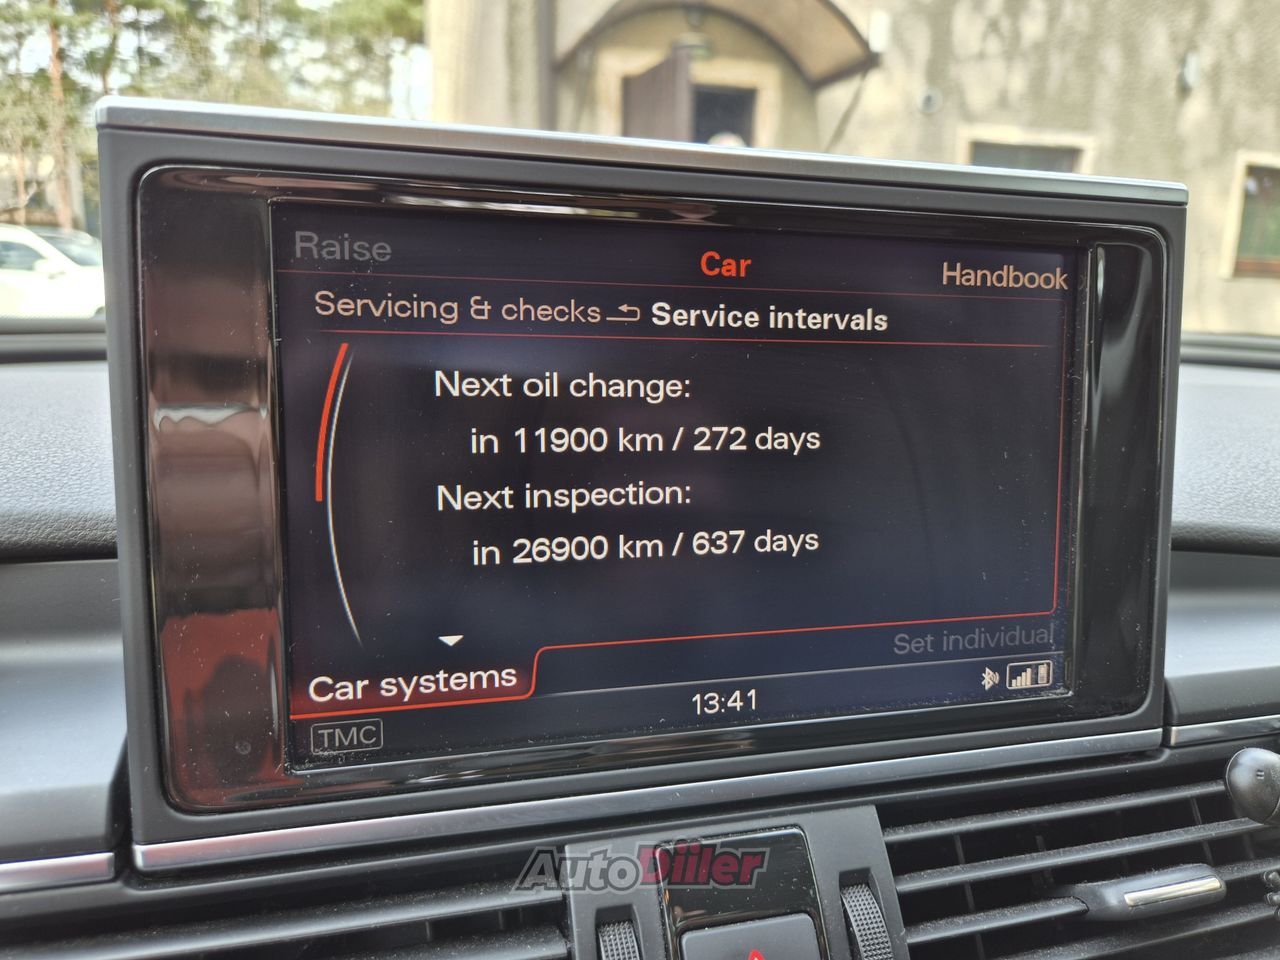 Raise
Car
Handbook
Servicing & checks Service intervals
Next oil change:
in 11900 km / 272 days
Next inspection:
in 26900 km / 637 days
Set individual
Car systems
13:41
TMC
AutoDiiler